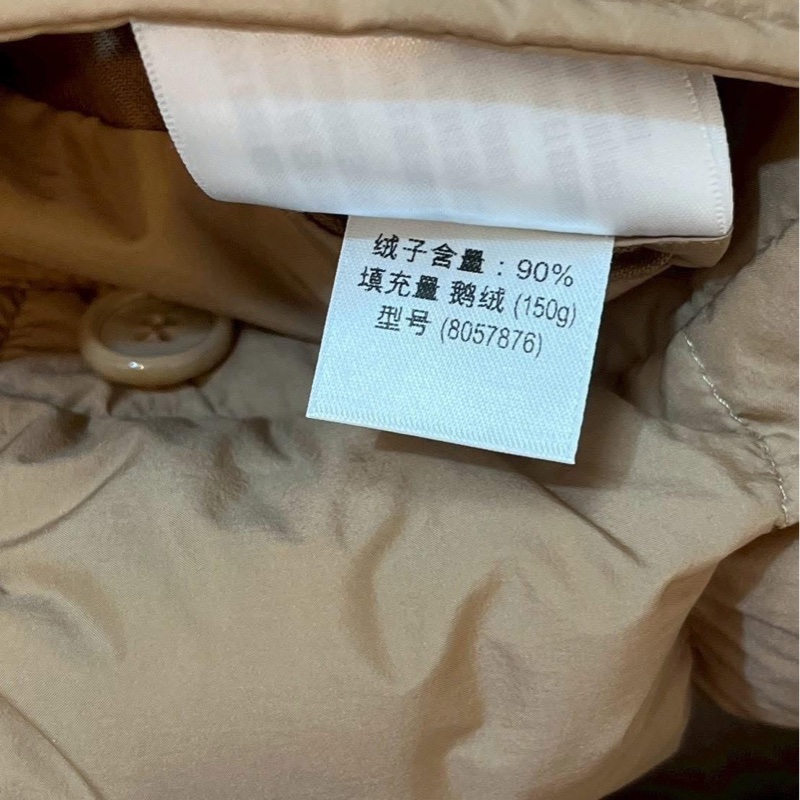 绒子含量：90%
填充量 鹅绒 (150g)
型号 (8057876)